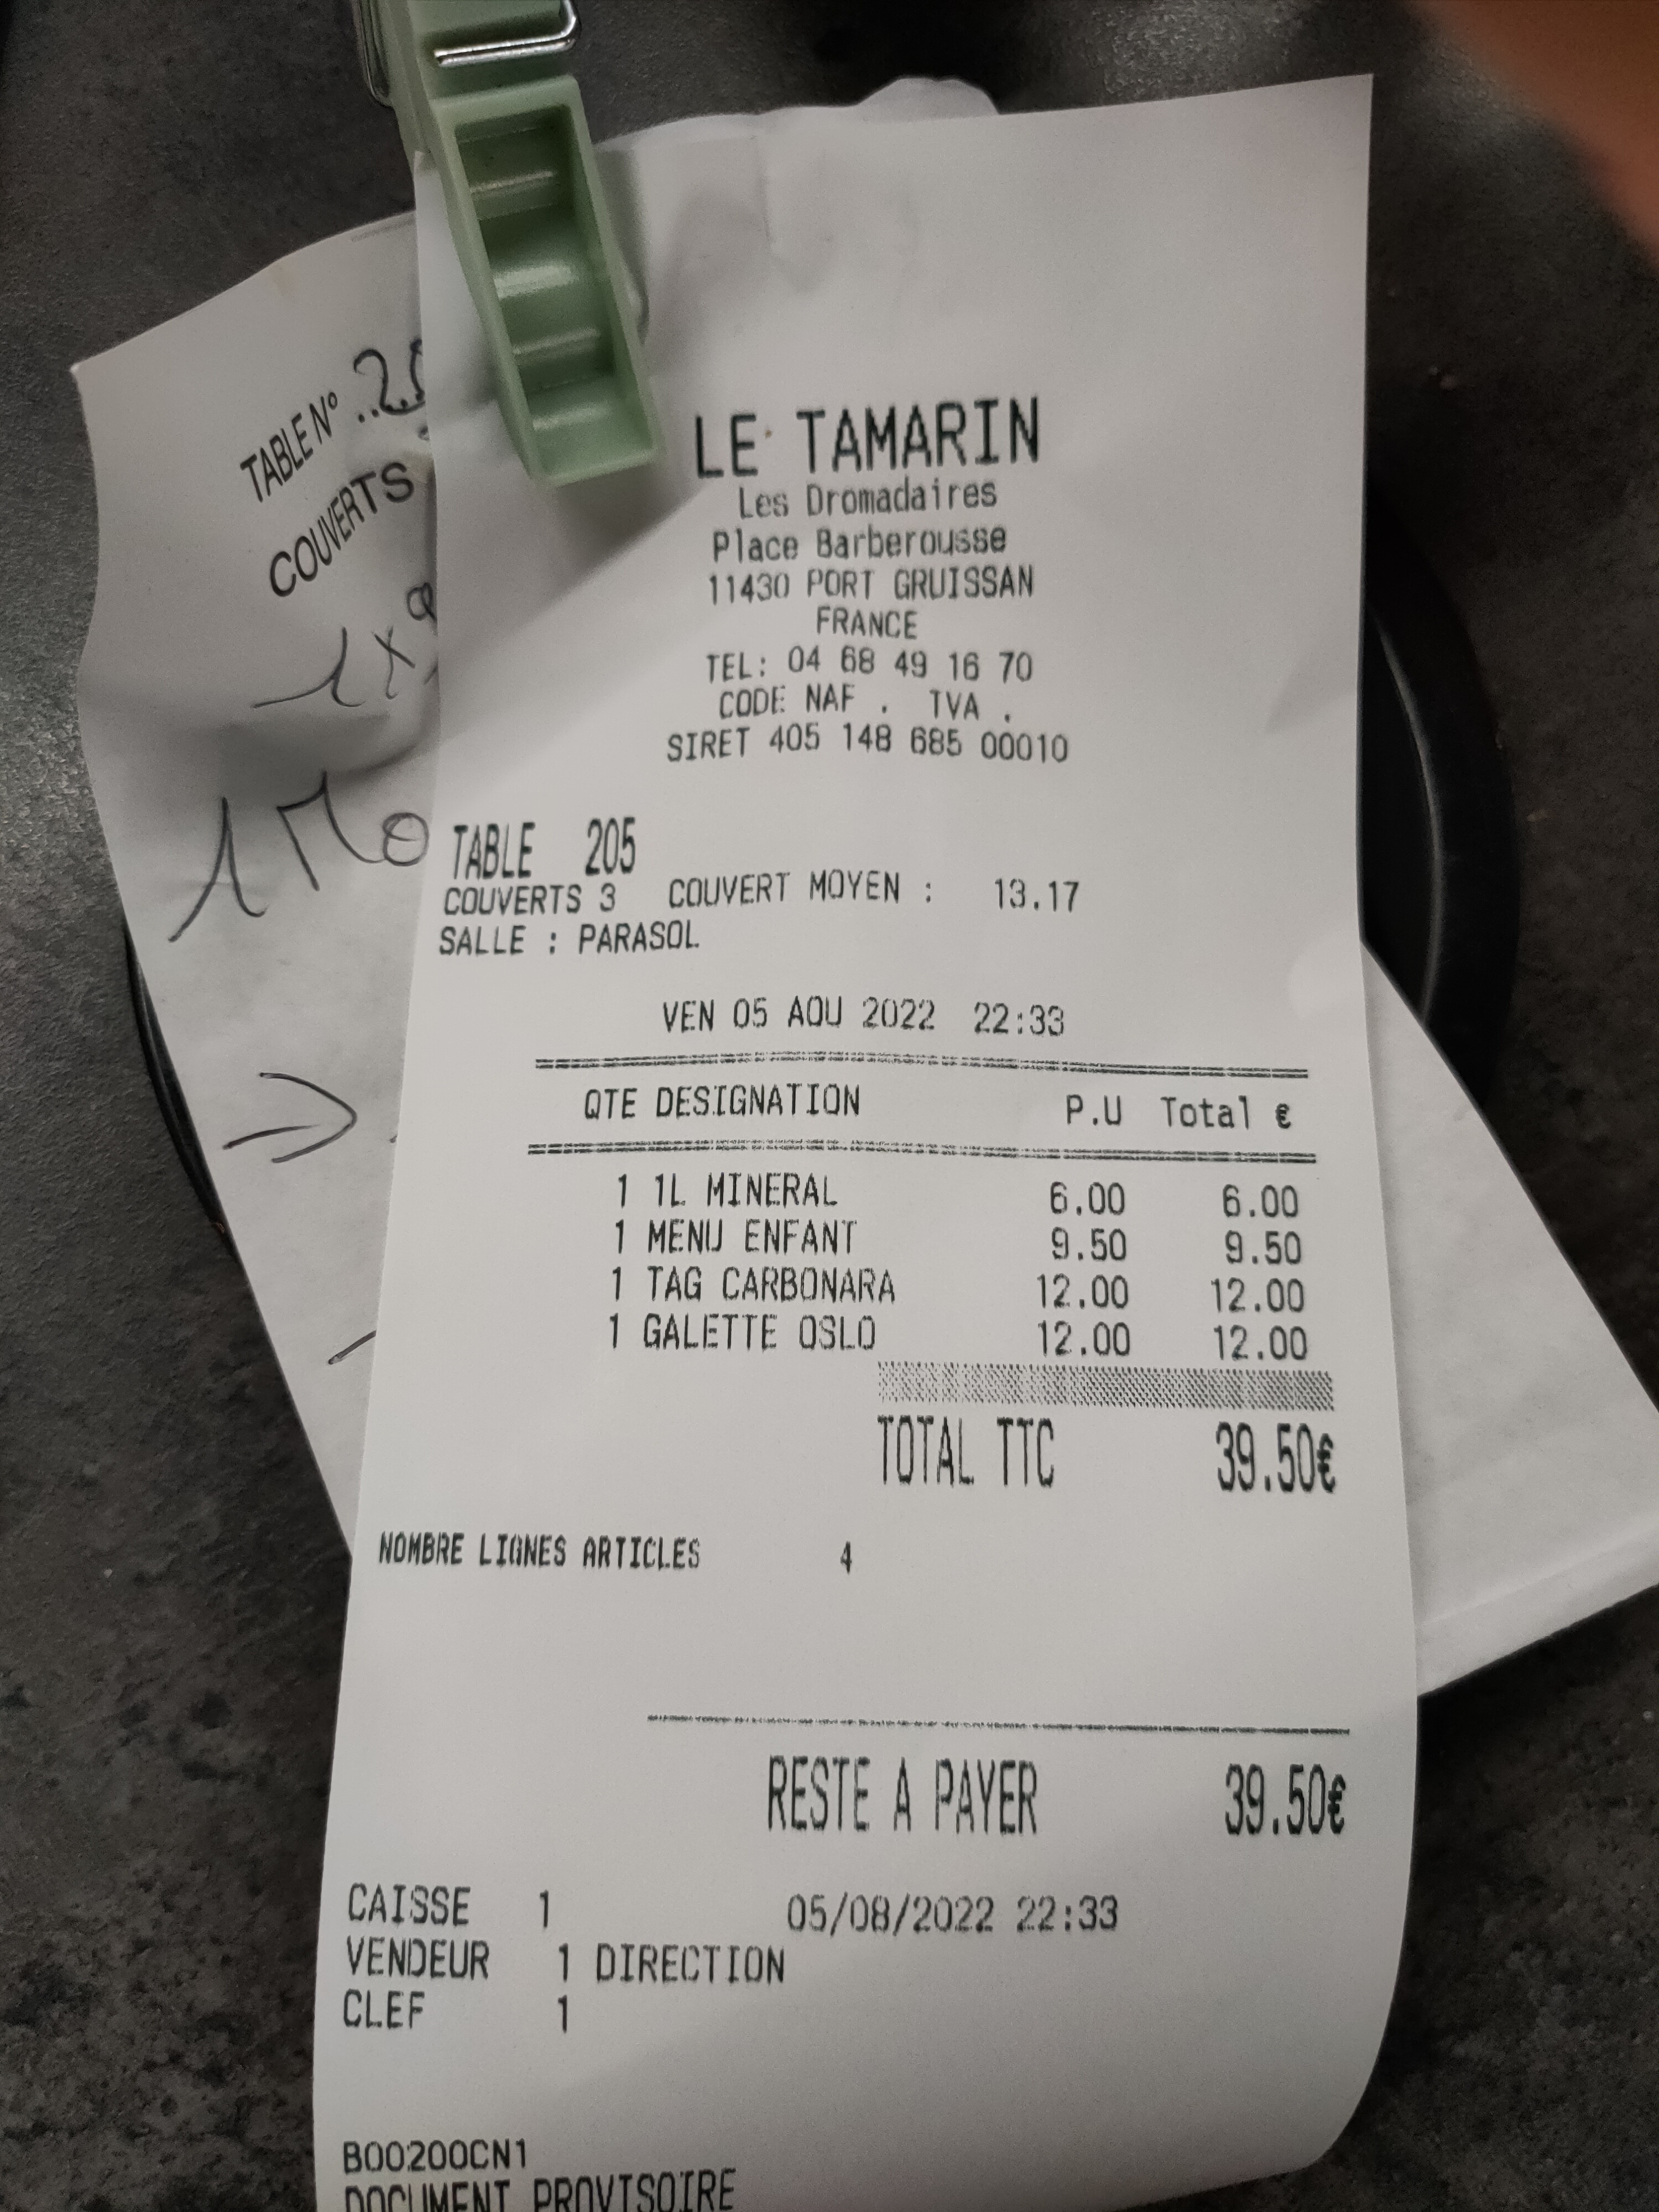 TABLE N°
COUVERTS
LE TAMARIN
Les Dromadaires
Place Barberousse
11430 PORT GRUISSAN
FRANCE
TEL: 04 68 49 16 70
CODE NAF . TVA .
SIRET 405 148 685 00010
TABLE 205
COUVERTS 3 COUVERT MOYEN : 13.17
SALLE : PARASOL
VEN 05 AOU 2022 22:33
QTE DESIGNATION P.U Total €
1 1L MINERAL 6.00 6.00
1 MENU ENFANT 9.50 9.50
1 TAG CARBONARA 12.00 12.00
1 GALETTE OSLO 12.00 12.00
TOTAL TTC 39.50€
NOMBRE LIGNES ARTICLES 4
RESTE A PAYER 39.50€
CAISSE 1 05/08/2022 22:33
VENDEUR 1 DIRECTION
CLEF 1
B00200CN1
DOCUMENT PROVISOIRE